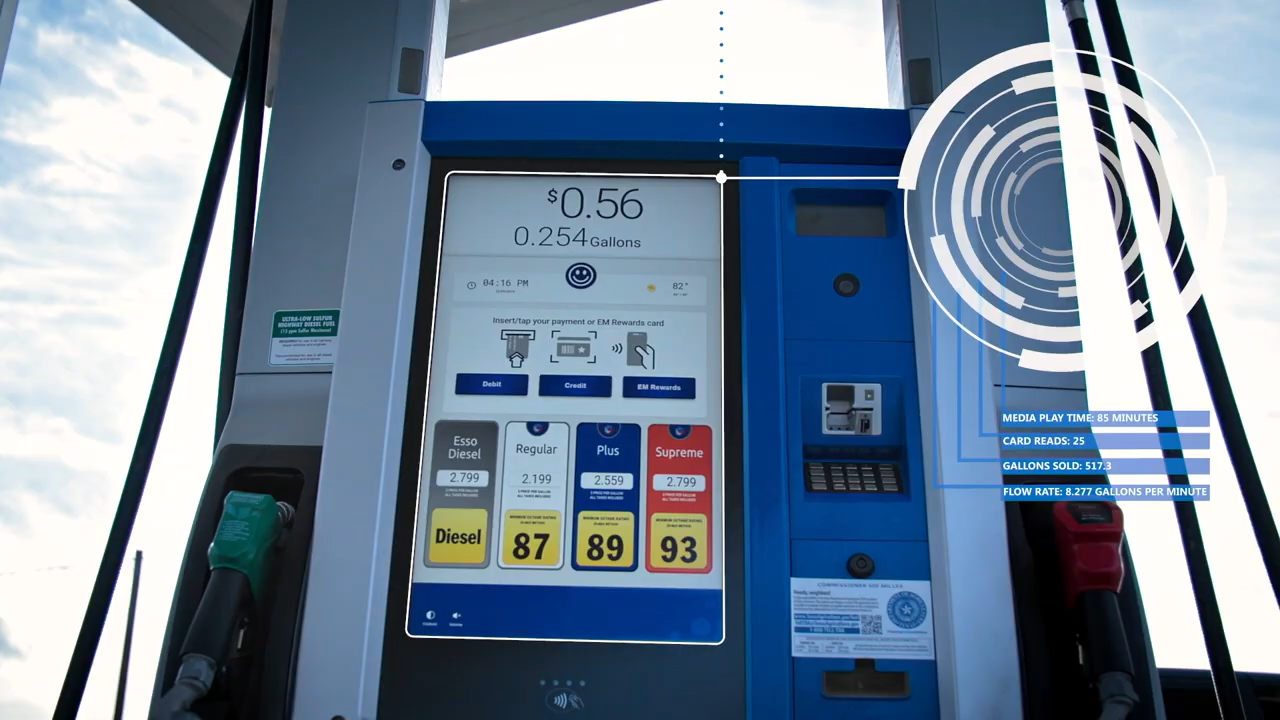 $0.56
0.254 Gallons
04:16 PM
82°
Insert/tap your payment or EM Rewards card
Debit
Credit
EM Rewards
Esso Diesel
2.799
Diesel
Regular
2.199
87
Plus
2.559
89
Supreme
2.799
93
ULTRA-LOW SULFUR
HIGHWAY DIESEL FUEL
MEDIA PLAY TIME: 85 MINUTES
CARD READS: 25
GALLONS SOLD: 517.3
FLOW RATE: 8.277 GALLONS PER MINUTE
COMMISSIONER SID MILLER